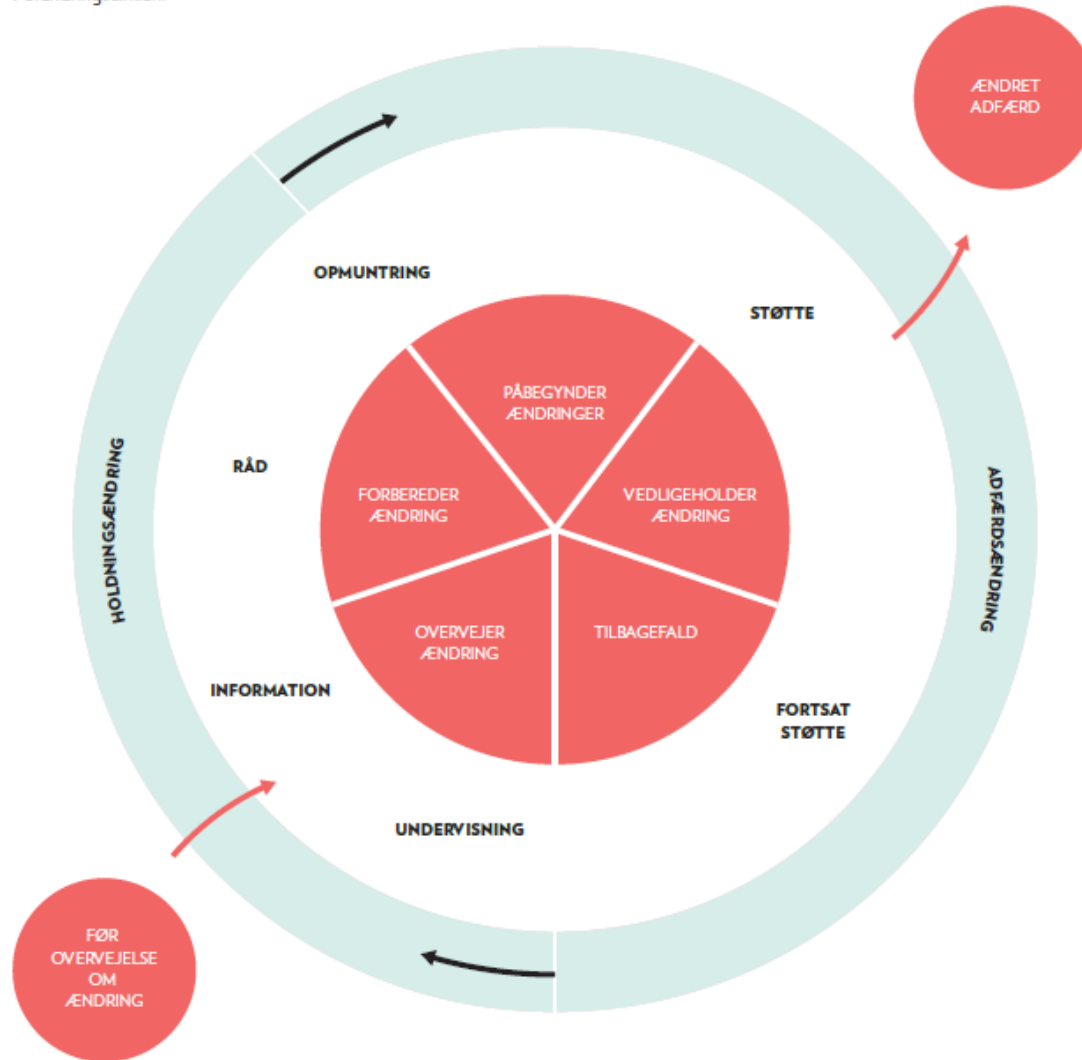 ÆNDRET
ADFÆRD
OPMUNTRING
STØTTE
PÅBEGYNDER
ÆNDRINGER
HOLDNINGSÆNDRING
RÅD
FORBEREDER
ÆNDRING
VEDLIGEHOLDER
ÆNDRING
ADFÆRDSÆNDRING
OVERVEJER
ÆNDRING
TILBAGEFALD
INFORMATION
FORTSAT
STØTTE
UNDERVISNING
FØR
OVERVEJELSE
OM
ÆNDRING